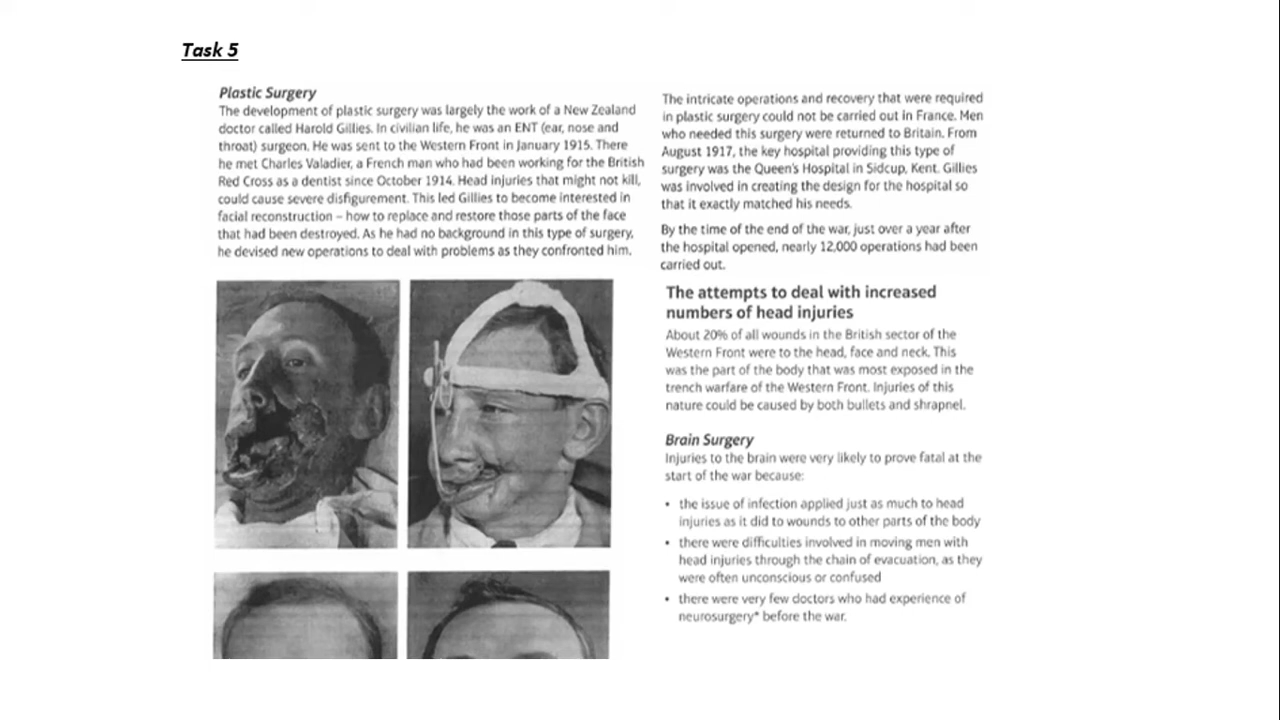 Task 5
Plastic Surgery
The development of plastic surgery was largely the work of a New Zealand
doctor called Harold Gillies. In civilian life, he was an ENT (ear, nose and
throat) surgeon. He was sent to the Western Front in January 1915. There
he met Charles Valadier, a French man who had been working for the British
Red Cross as a dentist since October 1914. Head injuries that might not kill,
could cause severe disfigurement. This led Gillies to become interested in
facial reconstruction – how to replace and restore those parts of the face
that had been destroyed. As he had no background in this type of surgery,
he devised new operations to deal with problems as they confronted him.
The intricate operations and recovery that were required
in plastic surgery could not be carried out in France. Men
who needed this surgery were returned to Britain. From
August 1917, the key hospital providing this type of
surgery was the Queen's Hospital in Sidcup, Kent. Gillies
was involved in creating the design for the hospital so
that it exactly matched his needs.
By the time of the end of the war, just over a year after
the hospital opened, nearly 12,000 operations had been
carried out.
The attempts to deal with increased
numbers of head injuries
About 20% of all wounds in the British sector of the
Western Front were to the head, face and neck. This
was the part of the body that was most exposed in the
trench warfare of the Western Front. Injuries of this
nature could be caused by both bullets and shrapnel.
Brain Surgery
Injuries to the brain were very likely to prove fatal at the
start of the war because:
• the issue of infection applied just as much to head
injuries as it did to wounds to other parts of the body
• there were difficulties involved in moving men with
head injuries through the chain of evacuation, as they
were often unconscious or confused
• there were very few doctors who had experience of
neurosurgery* before the war.